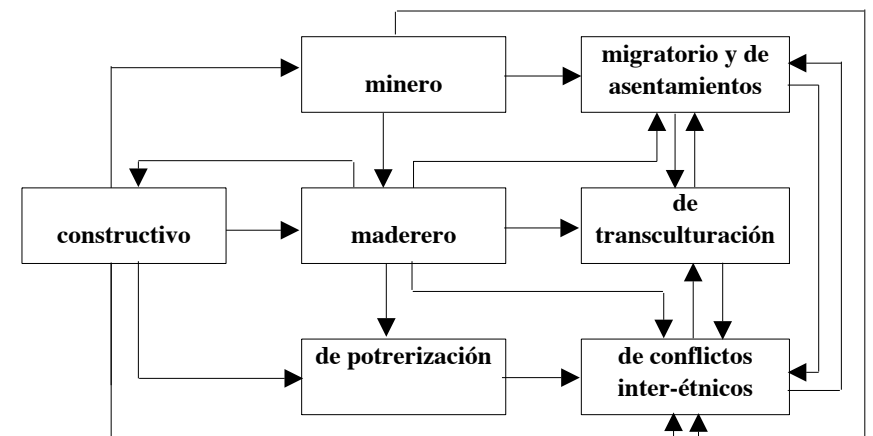 minero
migratorio y de
asentamientos
constructivo
maderero
de
transculturación
de potrerización
de conflictos
inter-étnicos